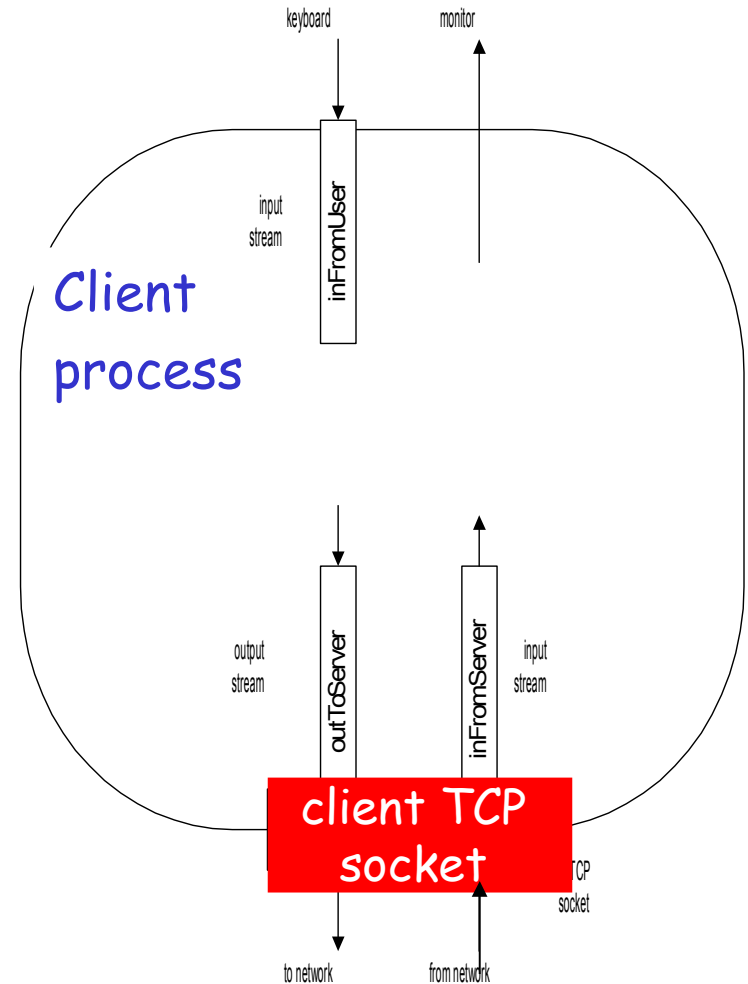 keyboard
monitor
input
stream
inFromUser
Client
process
output
stream
outToServer
inFromServer
input
stream
client TCP
socket
TCP
socket
to network
from network